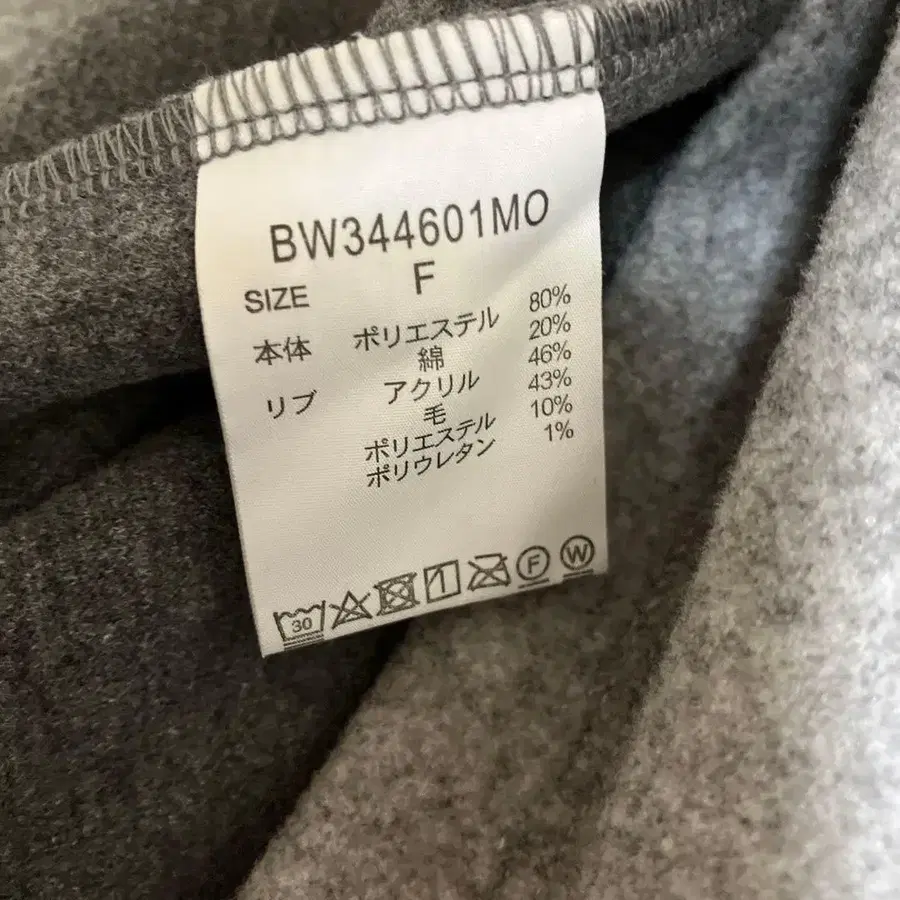 BW344601MO
SIZE F
本体 ポリエステル 80%
綿 20%
リブ アクリル 46%
毛 43%
ポリエステル 10%
ポリウレタン 1%
30 F W